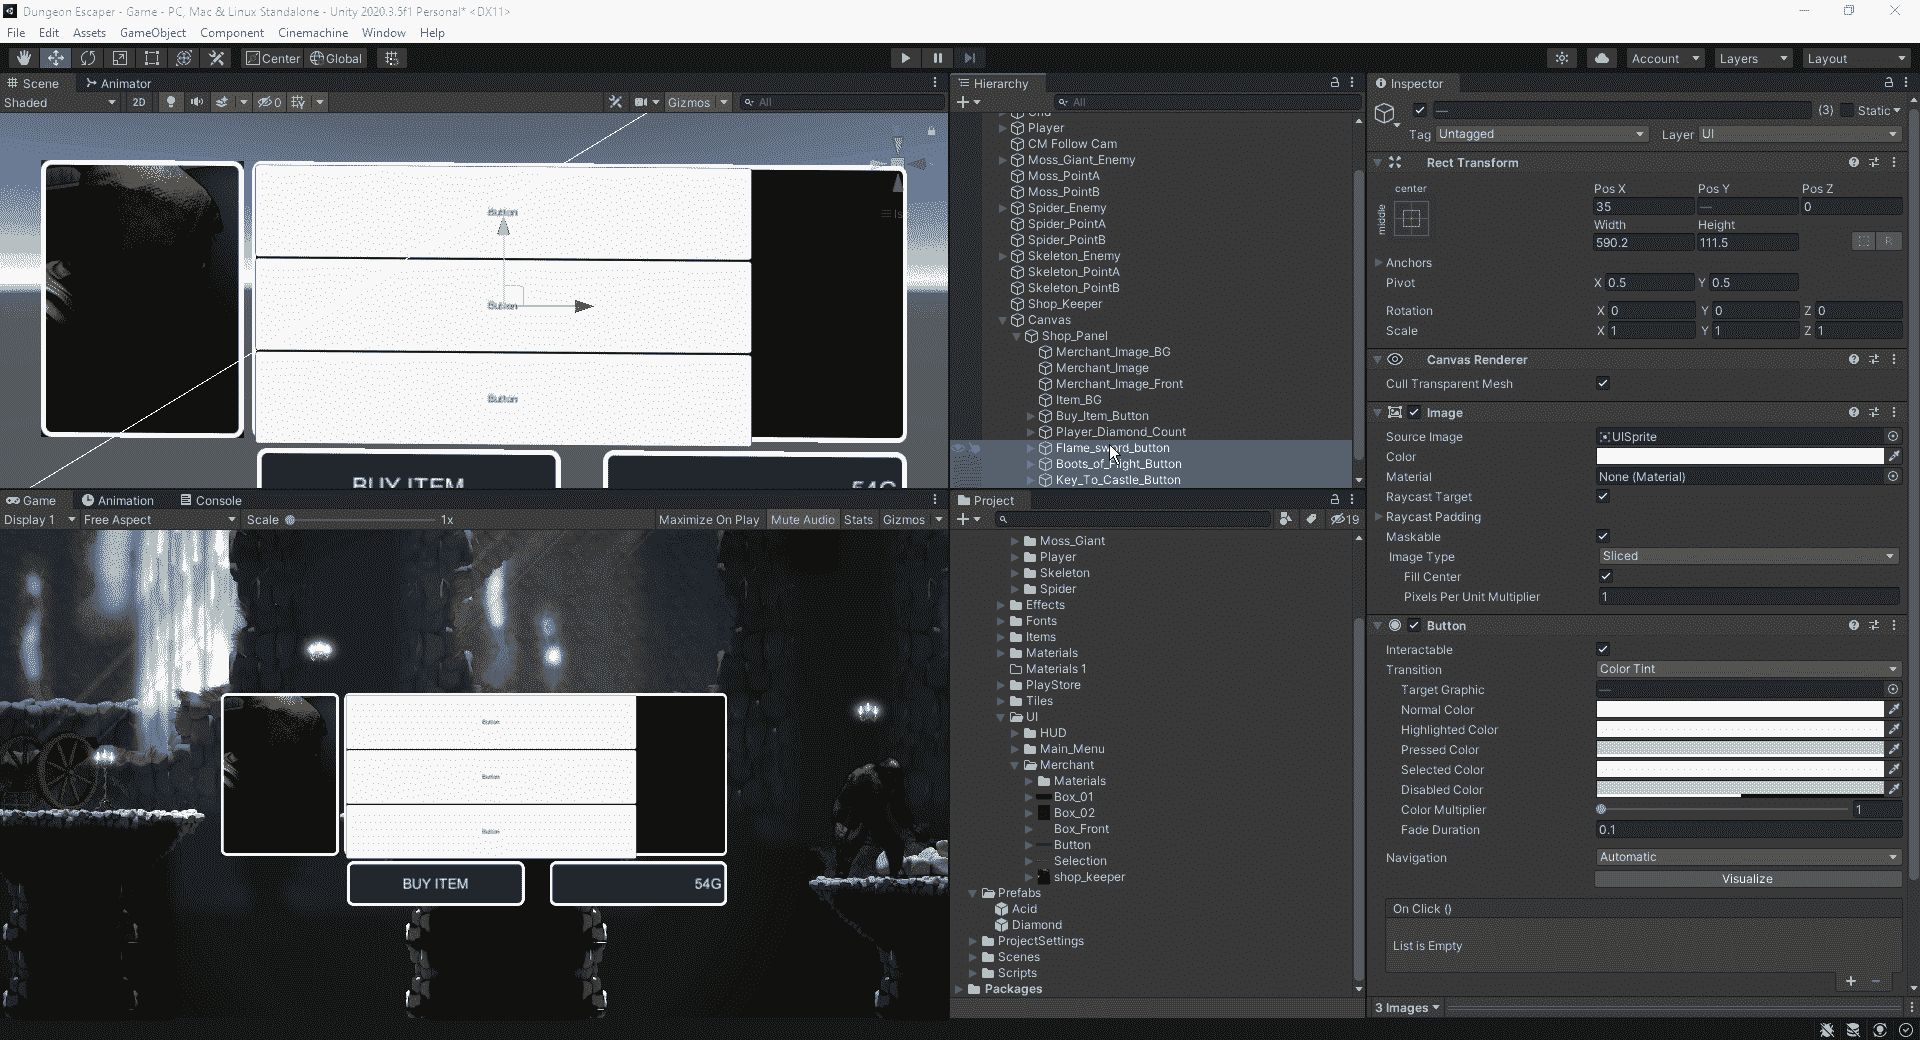 Dungeon Escaper - Game - PC, Mac & Linux Standalone - Unity 2020.3.5f1 Personal* <DX11>
File Edit Assets GameObject Component Cinemachine Window Help
Center Global
Account Layers Layout
Scene Animator
Shaded 2D 0 Gizmos All
Button
Button
Button
BUY ITEM
54G
Game Animation Console
Display 1 Free Aspect Scale 1x Maximize On Play Mute Audio Stats Gizmos
Button
Button
Button
BUY ITEM 54G
Hierarchy
All
Player
CM Follow Cam
Moss_Giant_Enemy
Moss_PointA
Moss_PointB
Spider_Enemy
Spider_PointA
Spider_PointB
Skeleton_Enemy
Skeleton_PointA
Skeleton_PointB
Shop_Keeper
Canvas
Shop_Panel
Merchant_Image_BG
Merchant_Image
Merchant_Image_Front
Item_BG
Buy_Item_Button
Player_Diamond_Count
Flame_sword_button
Boots_of_Flight_Button
Key_To_Castle_Button
Project
19
Moss_Giant
Player
Skeleton
Spider
Effects
Fonts
Items
Materials
Materials 1
PlayStore
Tiles
UI
HUD
Main_Menu
Merchant
Materials
Box_01
Box_02
Box_Front
Button
Selection
shop_keeper
Prefabs
Acid
Diamond
ProjectSettings
Scenes
Scripts
Packages
Inspector
— (3) Static
Tag Untagged Layer UI
Rect Transform
center
middle
Pos X Pos Y Pos Z
35 — 0
Width Height
590.2 111.5 R
Anchors
Pivot X 0.5 Y 0.5
Rotation X 0 Y 0 Z 0
Scale X 1 Y 1 Z 1
Canvas Renderer
Cull Transparent Mesh
Image
Source Image UISprite
Color
Material None (Material)
Raycast Target
Raycast Padding
Maskable
Image Type Sliced
Fill Center
Pixels Per Unit Multiplier 1
Button
Interactable
Transition Color Tint
Target Graphic —
Normal Color
Highlighted Color
Pressed Color
Selected Color
Disabled Color
Color Multiplier 1
Fade Duration 0.1
Navigation Automatic
Visualize
On Click ()
List is Empty
3 Images